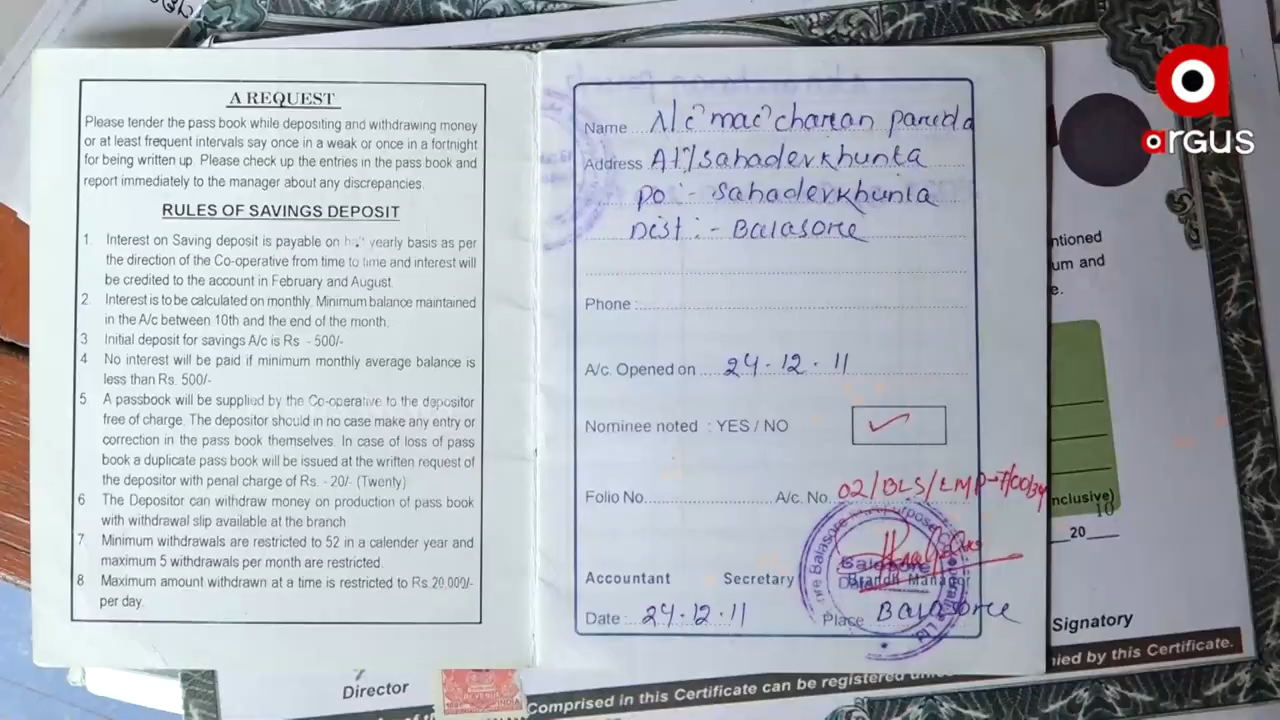 A REQUEST
Please tender the pass book while depositing and withdrawing money
or at least frequent intervals say once in a weak or once in a fortnight
for being written up. Please check up the entries in the pass book and
report immediately to the manager about any discrepancies.
RULES OF SAVINGS DEPOSIT
1. Interest on Saving deposit is payable on half yearly basis as per
the direction of the Co-operative from time to time and interest will
be credited to the account in February and August.
2. Interest is to be calculated on monthly. Minimum balance maintained
in the A/c between 10th and the end of the month.
3 Initial deposit for savings A/c is Rs - 500/-
4 No interest will be paid if minimum monthly average balance is
less than Rs. 500/-
5 A passbook will be supplied by the Co-operative to the depositor
free of charge. The depositor should in no case make any entry or
correction in the pass book themselves. In case of loss of pass
book a duplicate pass book will be issued at the written request of
the depositor with penal charge of Rs. - 20/- (Twenty)
6 The Depositor can withdraw money on production of pass book
with withdrawal slip available at the branch
7 Minimum withdrawals are restricted to 52 in a calender year and
maximum 5 withdrawals per month are restricted.
8 Maximum amount withdrawn at a time is restricted to Rs.20,000/-
per day.
Name charan parida
Address At/ sahadevkhunta
po :- sahadevkhunta
Dist :- Balasore
Phone :
A/c. Opened on 24.12.11
Nominee noted : YES / NO
Folio No. A/c. No. 02/BLS/LMP
Balasore
Accountant Secretary Branch Manager
Date : 24.12.11 Place Balasore
argus
ntioned
um and
e.
nclusive)
10
20
Signatory
nied by this Certificate.
Director
REVENUE
INDIA
Comprised in this Certificate can be registered